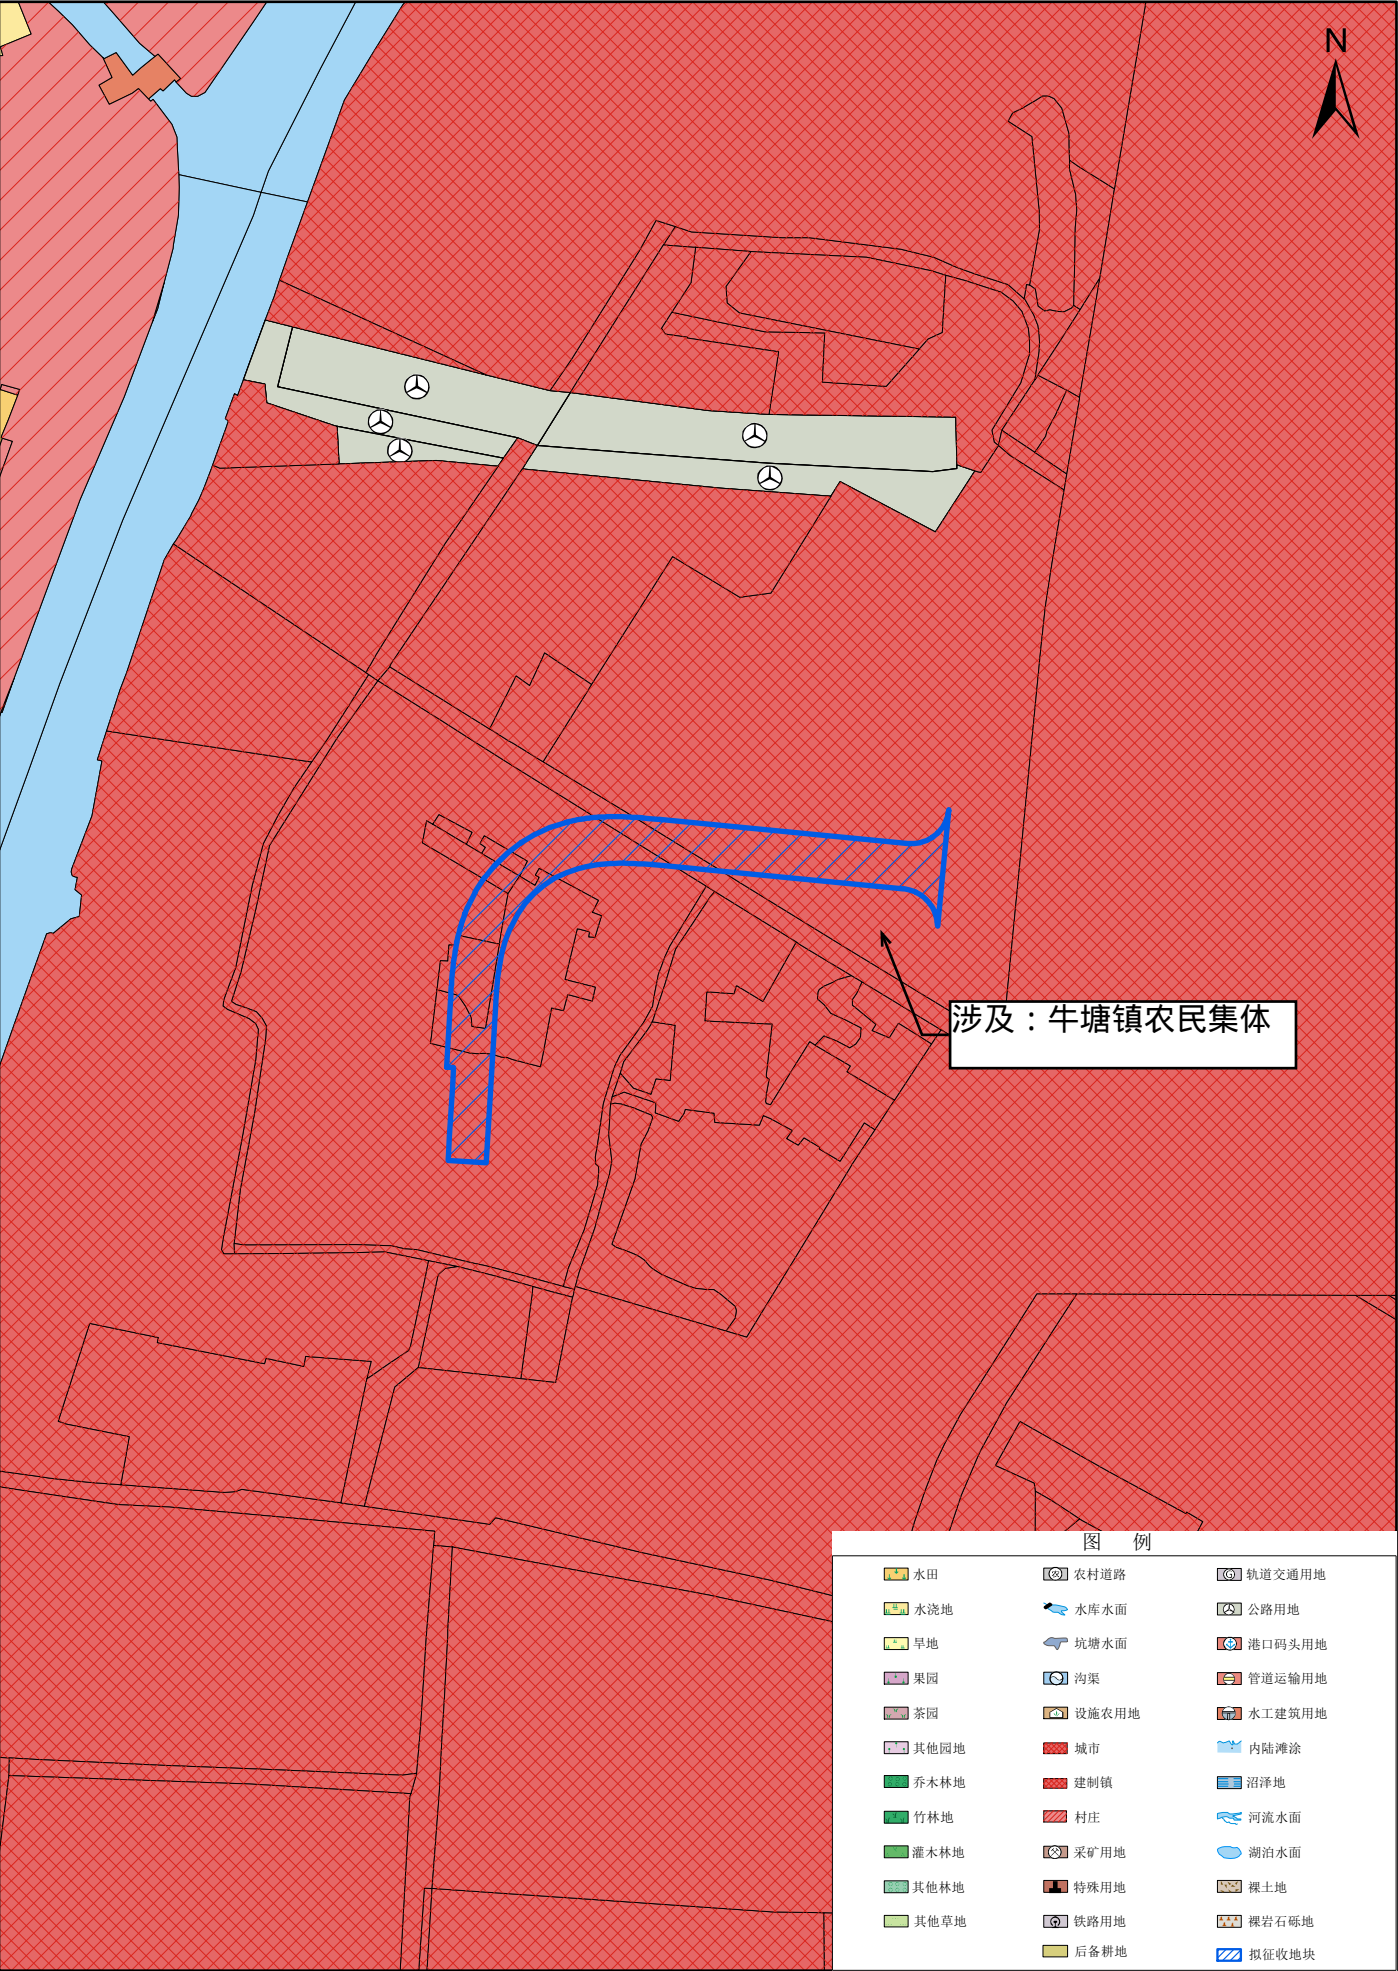 N
涉及：牛塘镇农民集体
图 例
水田 农村道路 轨道交通用地
水浇地 水库水面 公路用地
旱地 坑塘水面 港口码头用地
果园 沟渠 管道运输用地
茶园 设施农用地 水工建筑用地
其他园地 城市 内陆滩涂
乔木林地 建制镇 沼泽地
竹林地 村庄 河流水面
灌木林地 采矿用地 湖泊水面
其他林地 特殊用地 裸土地
其他草地 铁路用地 裸岩石砾地
后备耕地 拟征收地块